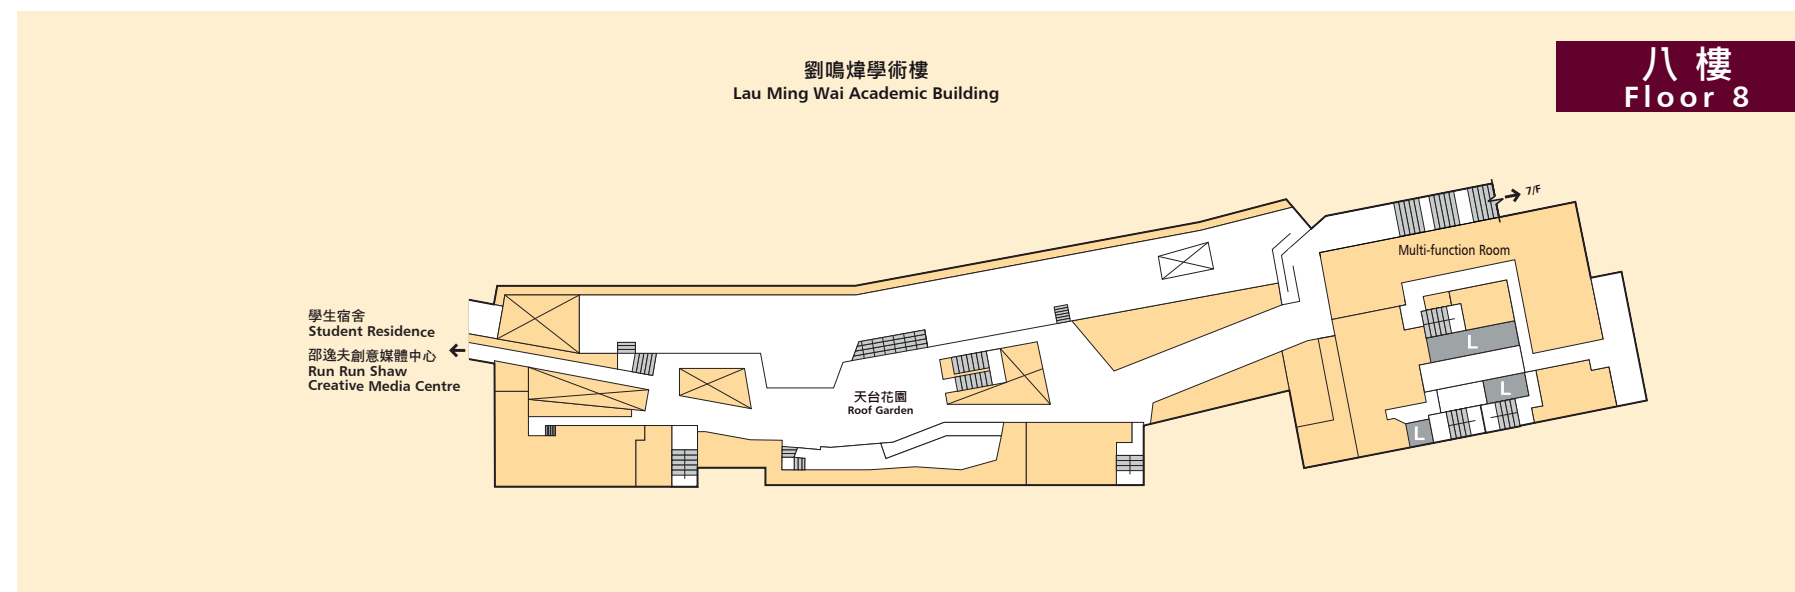 劉鳴煒學術樓
Lau Ming Wai Academic Building
八樓
Floor 8
7/F
Multi-function Room
學生宿舍
Student Residence
邵逸夫創意媒體中心
Run Run Shaw
Creative Media Centre
天台花園
Roof Garden
L
L
L